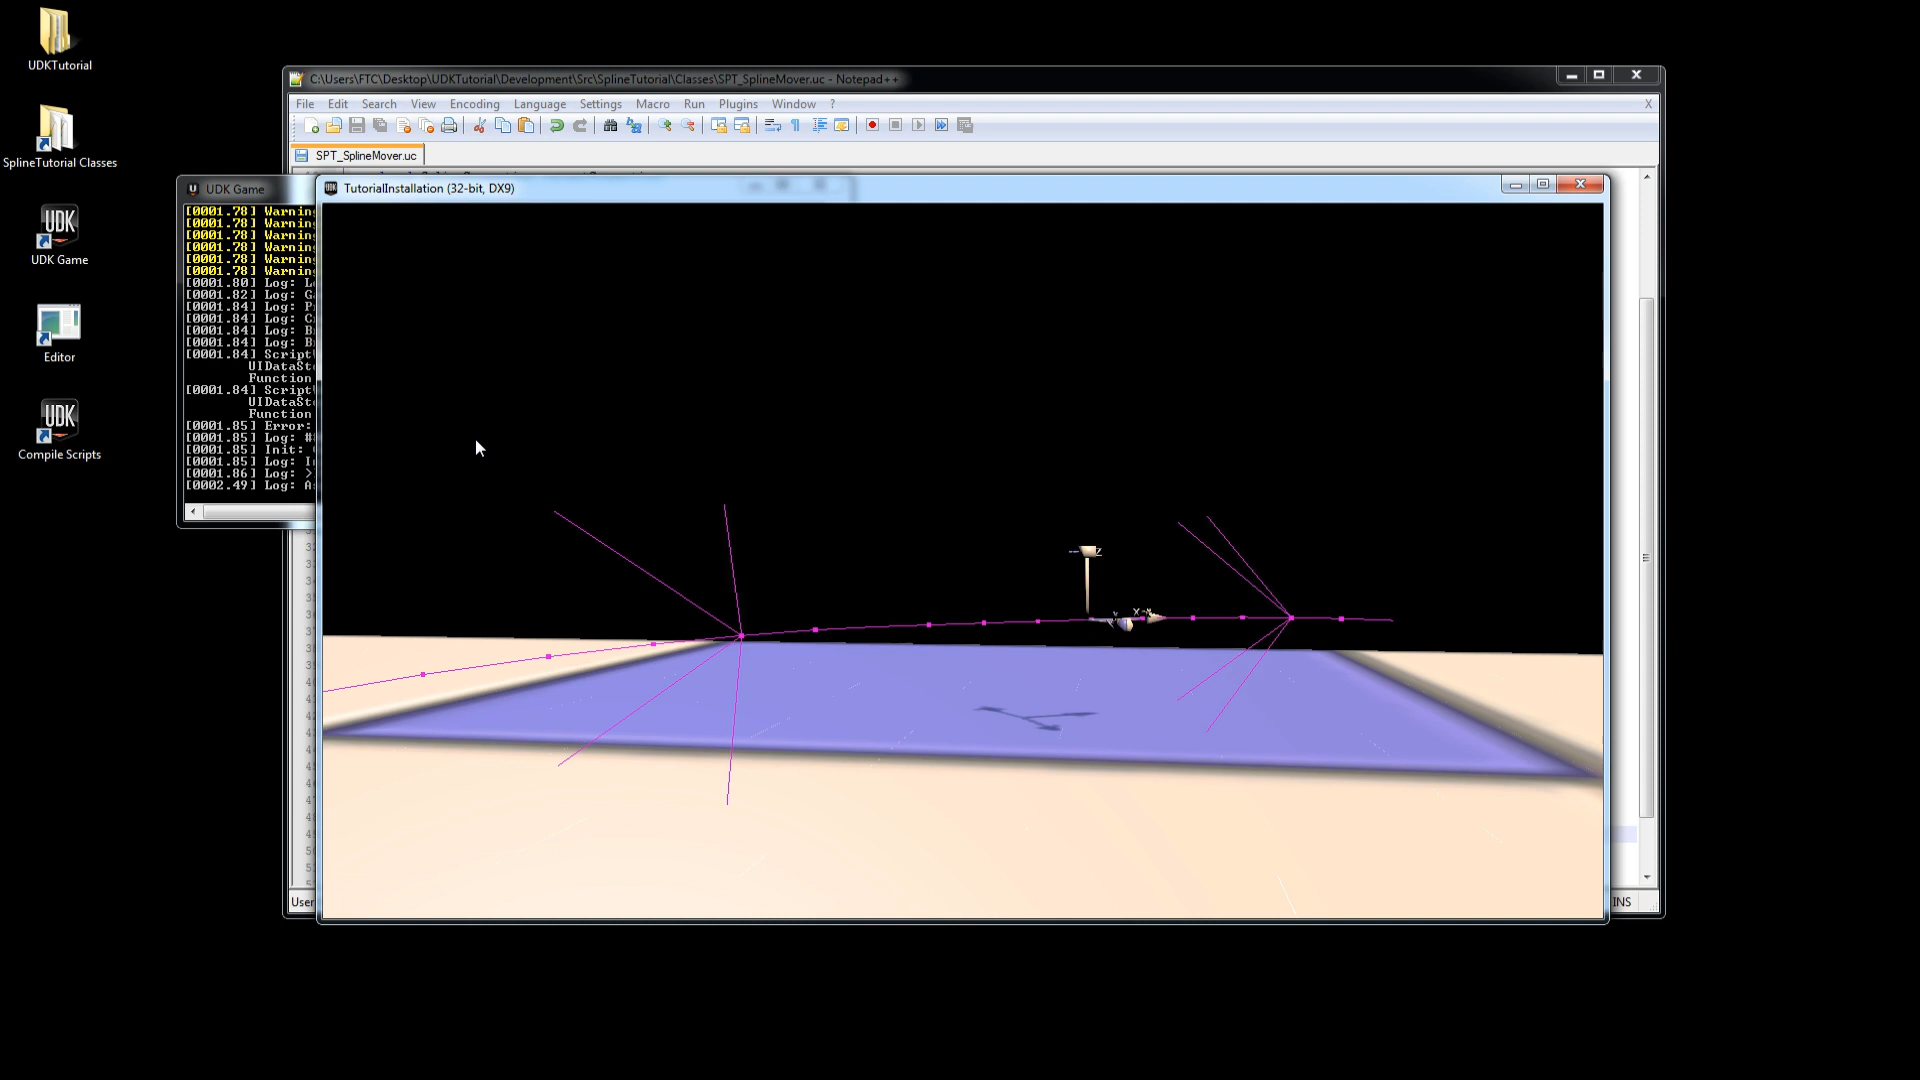 UDKTutorial
SplineTutorial Classes
UDK
UDK Game
Editor
UDK
Compile Scripts
C:\Users\FTC\Desktop\UDKTutorial\Development\Src\SplineTutorial\Classes\SPT_SplineMover.uc - Notepad++
File Edit Search View Encoding Language Settings Macro Run Plugins Window ? X
SPT_SplineMover.uc
UDK Game
[0001.78] Warning
[0001.78] Warning
[0001.78] Warning
[0001.78] Warning
[0001.78] Warning
[0001.78] Warning
[0001.80] Log:
[0001.82] Log:
[0001.84] Log:
[0001.84] Log:
[0001.84] Log:
[0001.84] Log:
[0001.84] Script
UIDataSt
Function
[0001.84] Script
UIDataSt
Function
[0001.85] Error:
[0001.85] Log: #
[0001.85] Init:
[0001.85] Log: I
[0001.86] Log: >
[0002.49] Log: A
TutorialInstallation (32-bit, DX9)
Z
X
User
INS